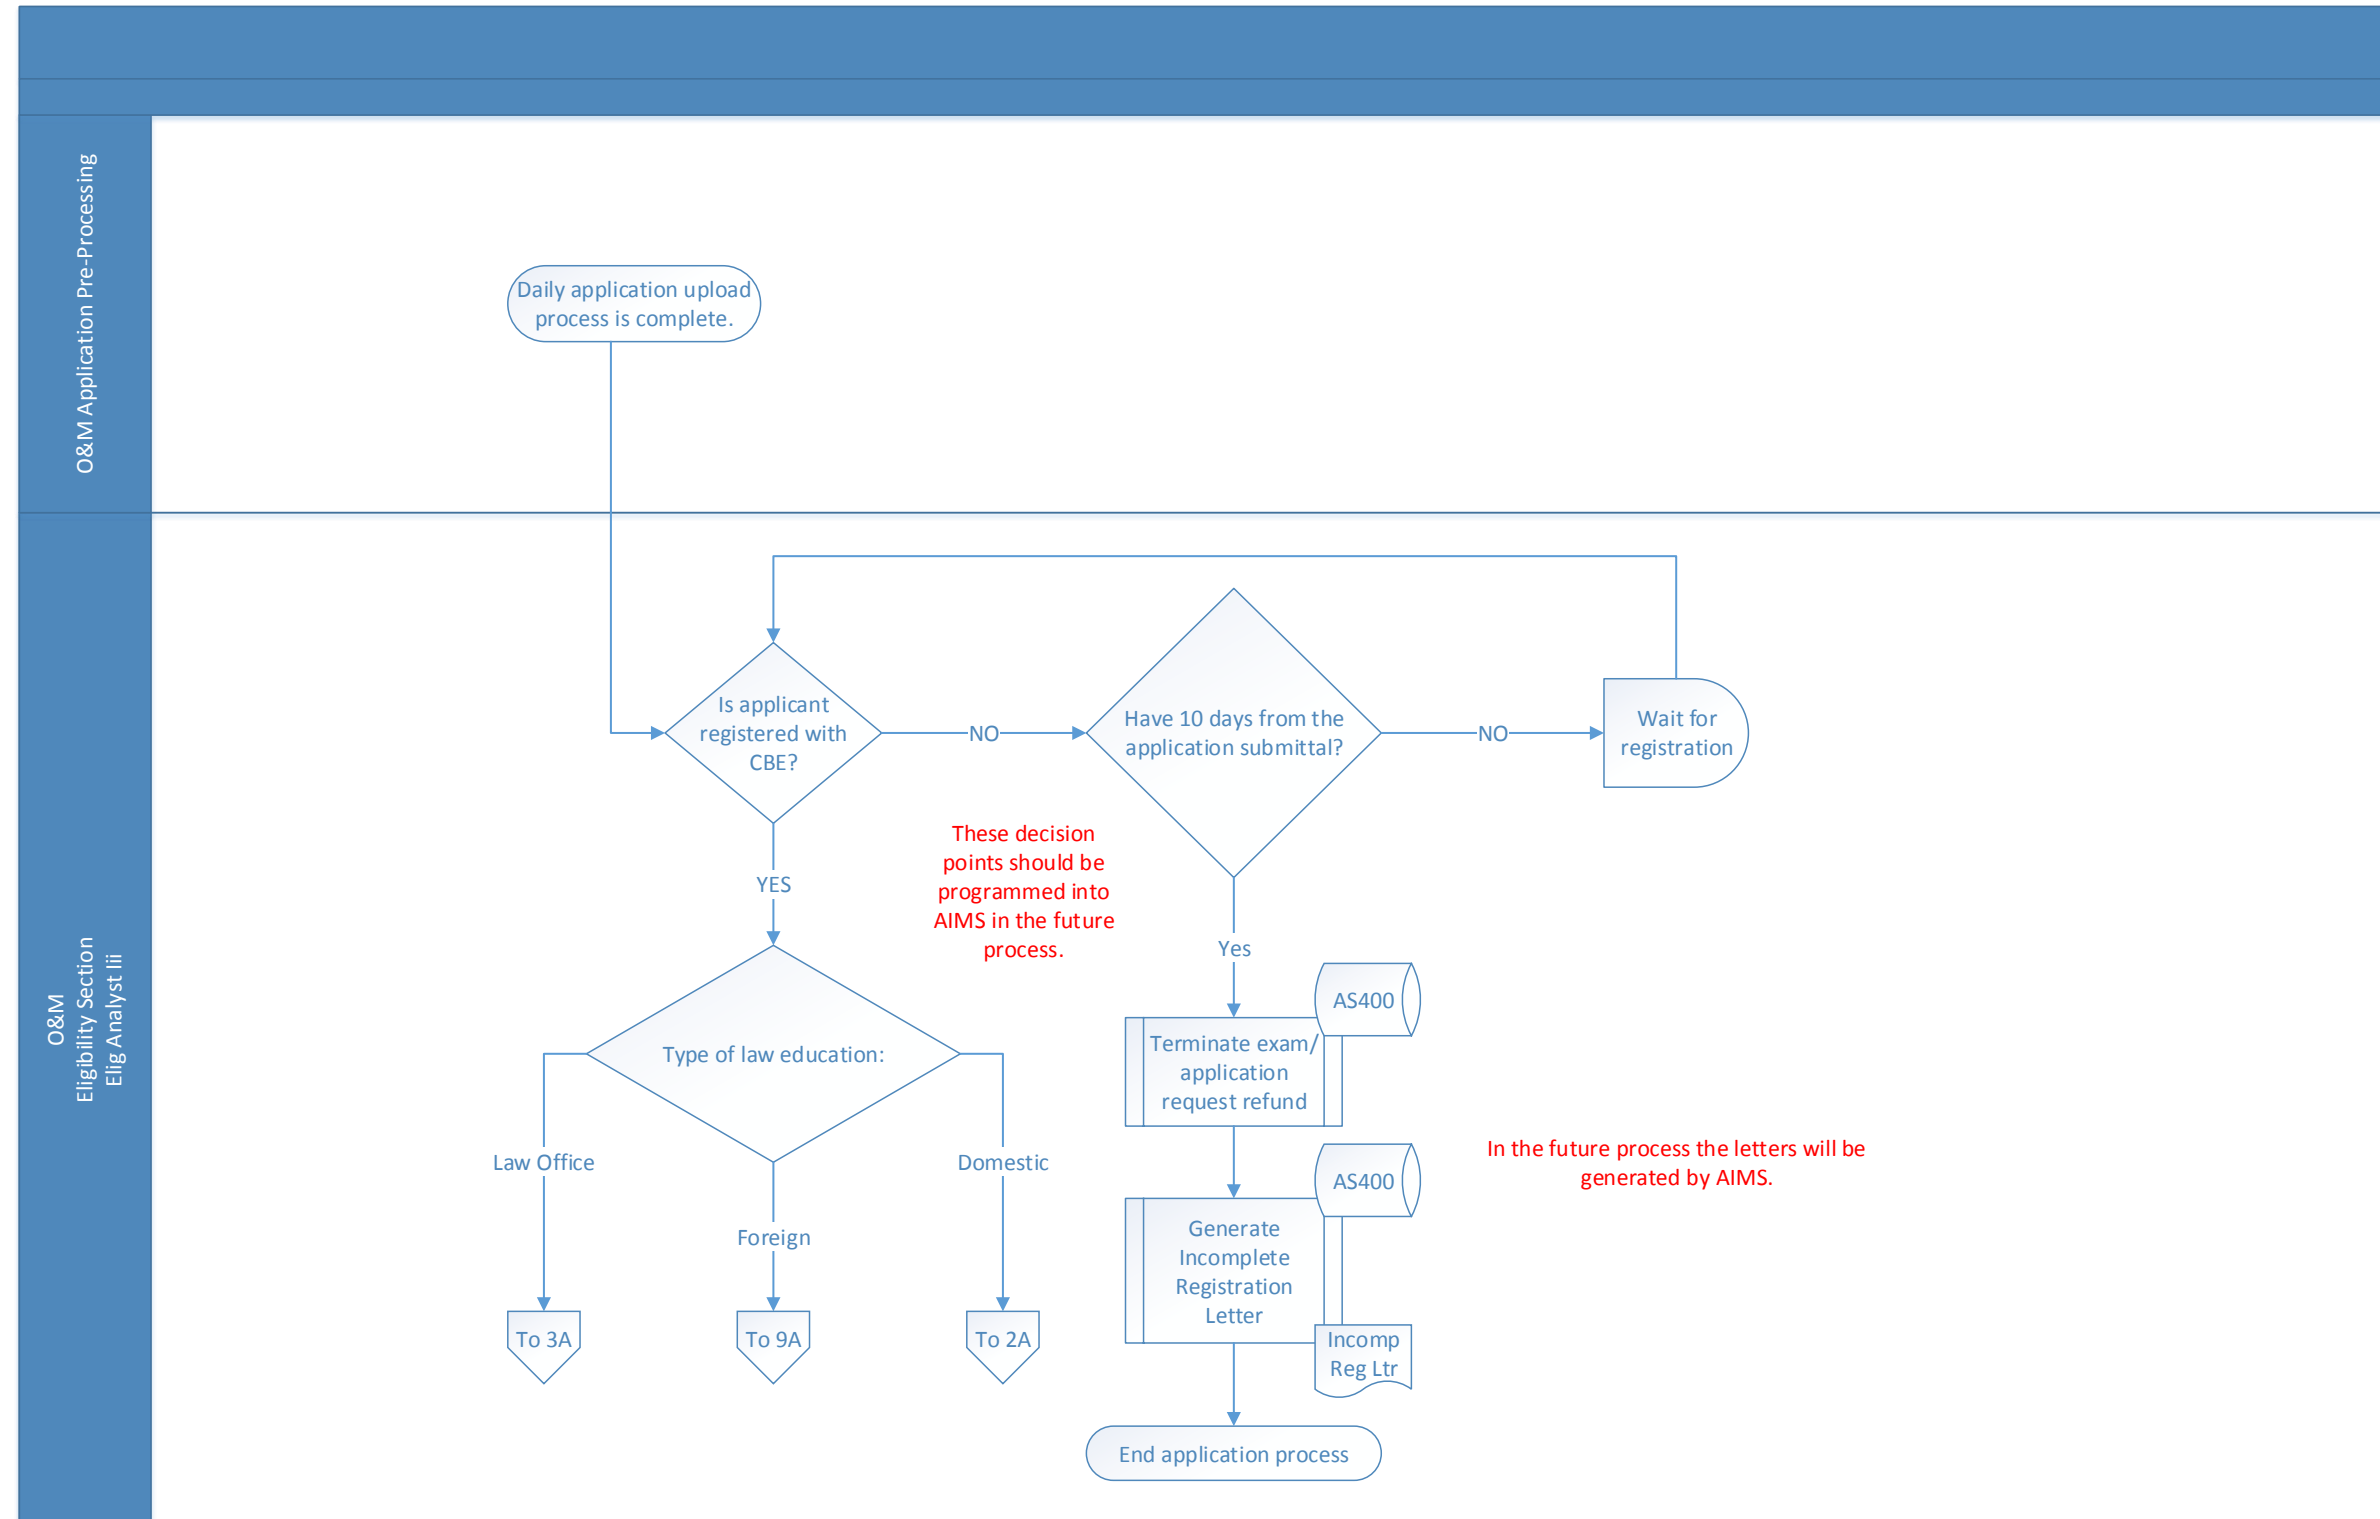 O&M Application Pre-Processing
Daily application upload
process is complete.
O&M
Eligibility Section
Elig Analyst Iii
Is applicant
registered with
CBE?
NO
Have 10 days from the
application submittal?
NO
Wait for
registration
YES
These decision
points should be
programmed into
AIMS in the future
process.
Yes
Type of law education:
Law Office
Foreign
Domestic
To 3A
To 9A
To 2A
AS400
Terminate exam/
application
request refund
AS400
Generate
Incomplete
Registration
Letter
Incomp
Reg Ltr
In the future process the letters will be
generated by AIMS.
End application process